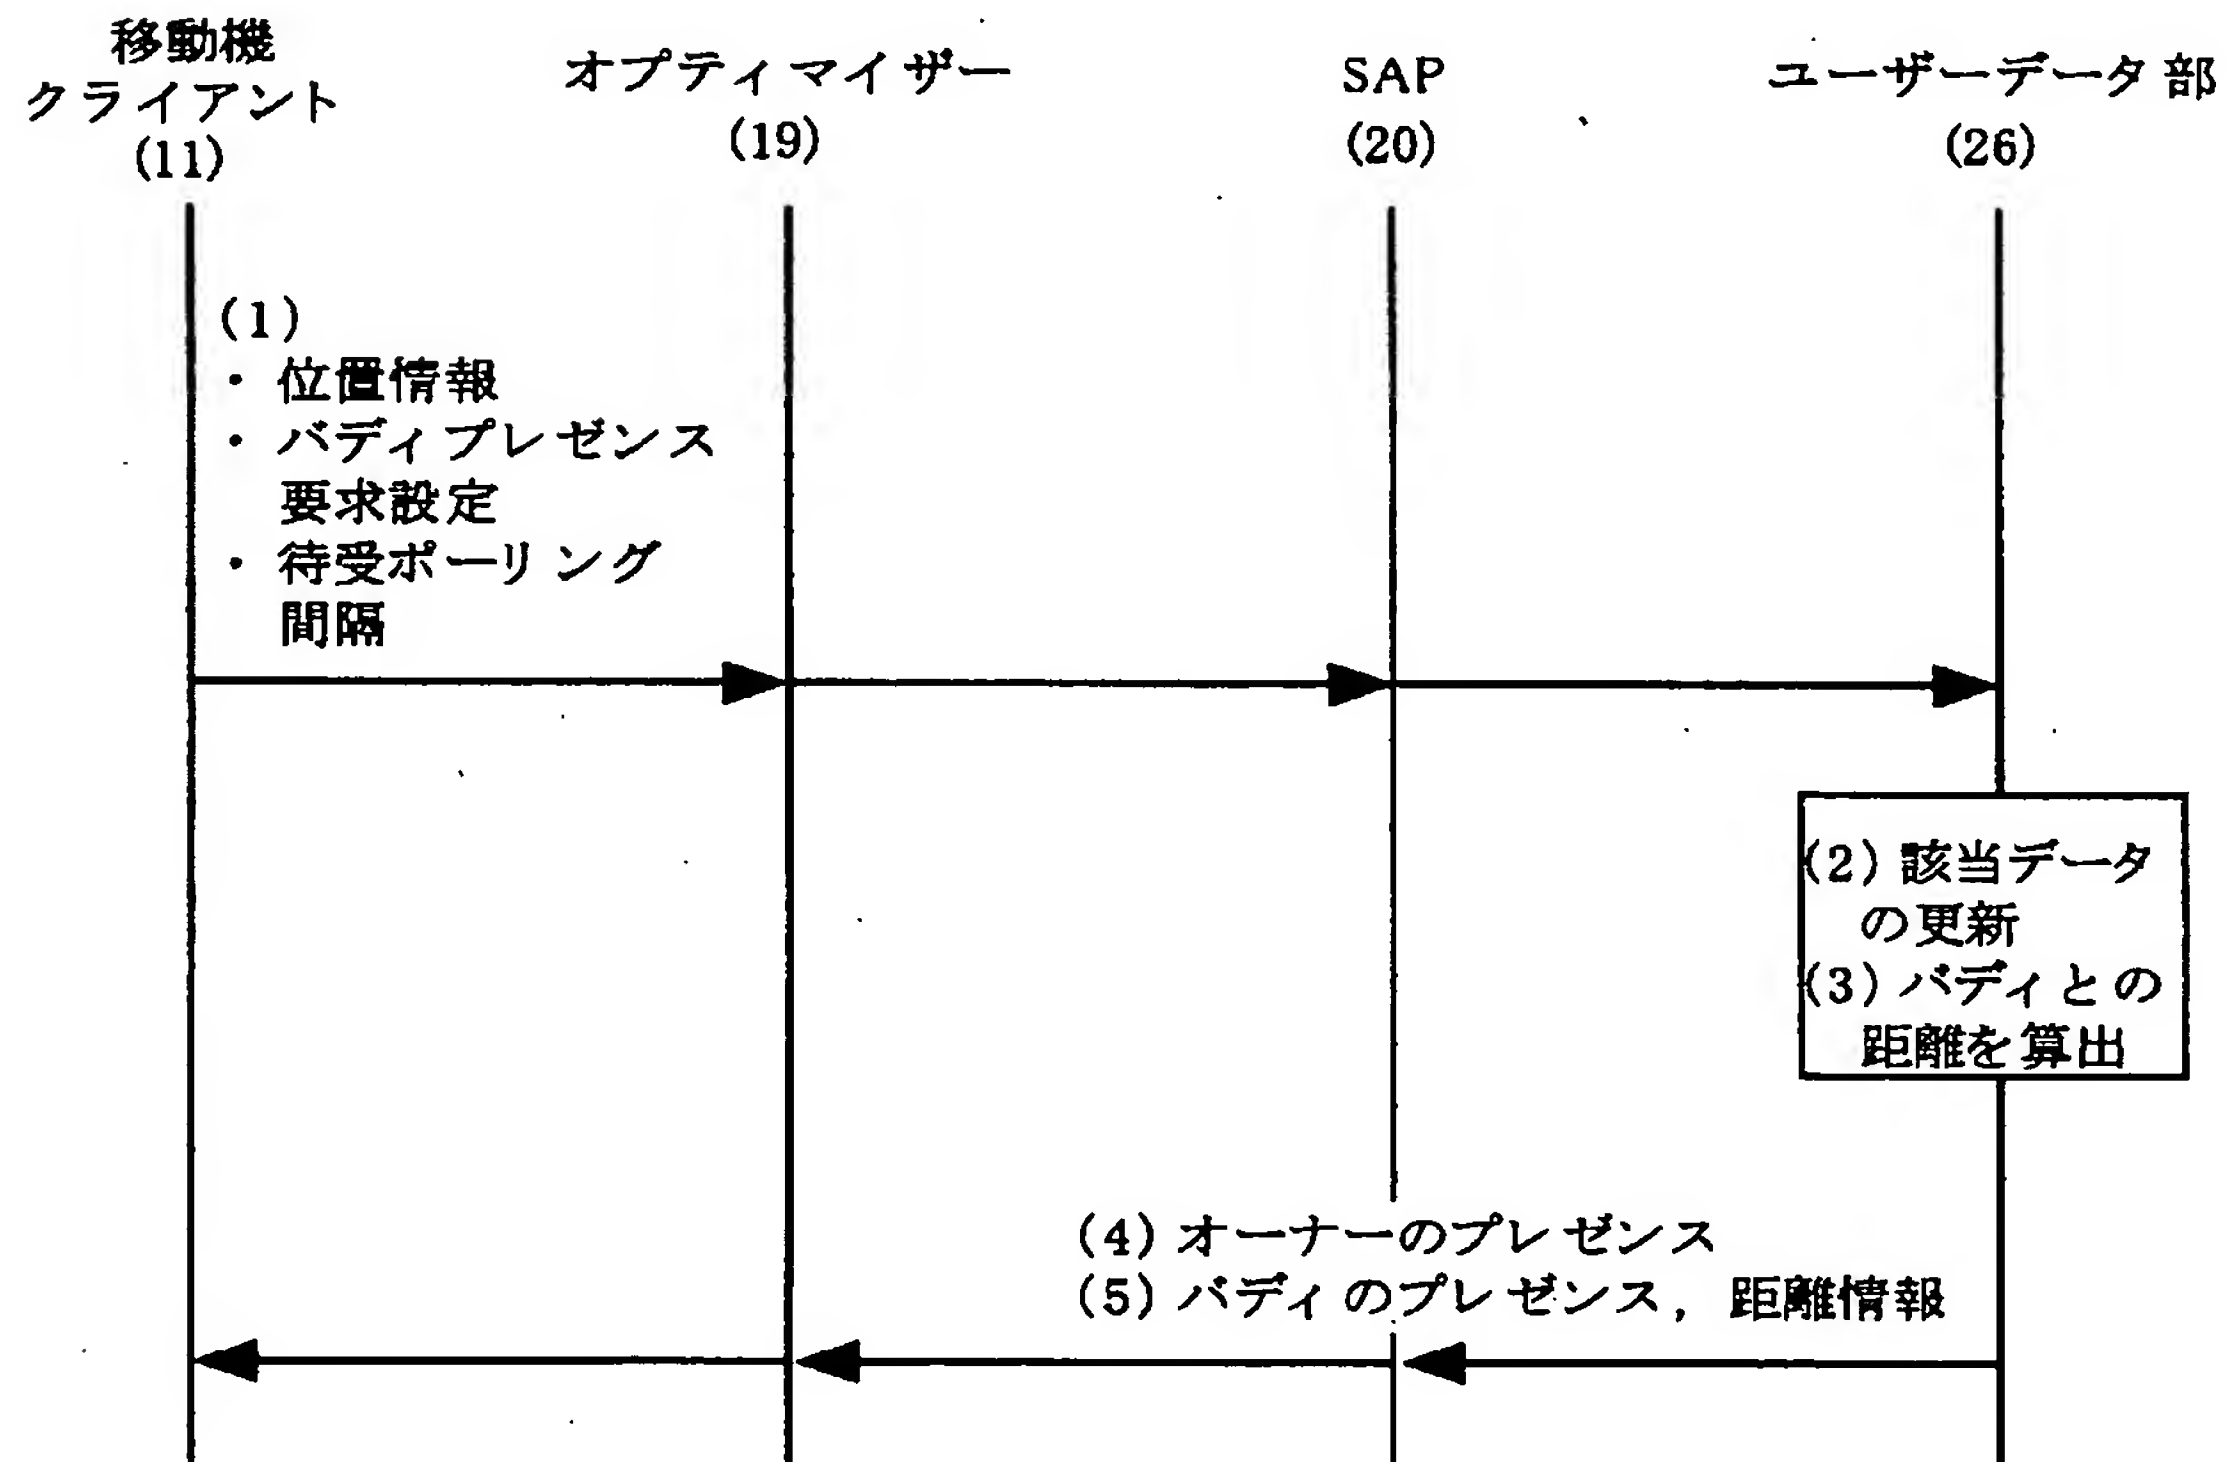 移動機
クライアント
(11)
オプティマイザー
(19)
SAP
(20)
ユーザーデータ部
(26)
(1)
・ 位置情報
・ バディプレゼンス
要求設定
・ 待受ポーリング
間隔
(2) 該当データ
の更新
(3) バディとの
距離を算出
(4) オーナーのプレゼンス
(5) バディのプレゼンス, 距離情報